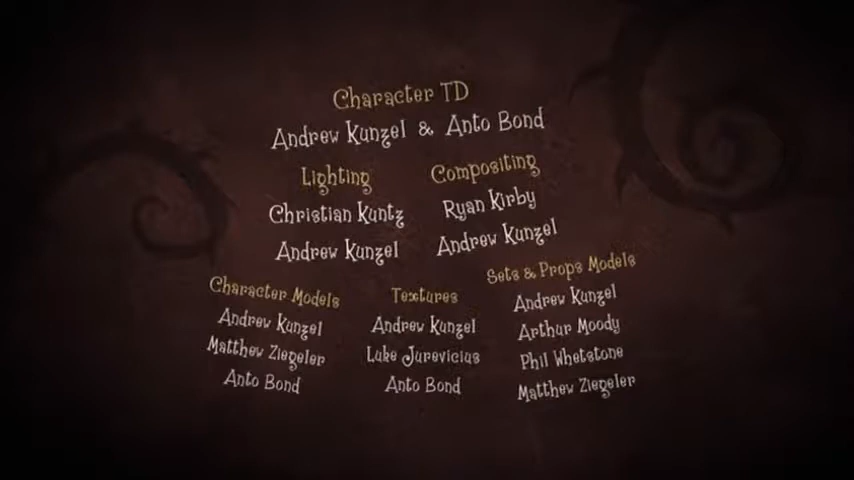 Character TD
Andrew Kunzel & Anto Bond
Lighting
Christian Kuntz
Andrew Kunzel
Compositing
Ryan Kirby
Andrew Kunzel
Character Models
Andrew Kunzel
Matthew Ziegeler
Anto Bond
Textures
Andrew Kunzel
Luke Jurevicius
Anto Bond
Sets & Props Models
Andrew Kunzel
Arthur Moody
Phil Whetstone
Matthew Ziegeler